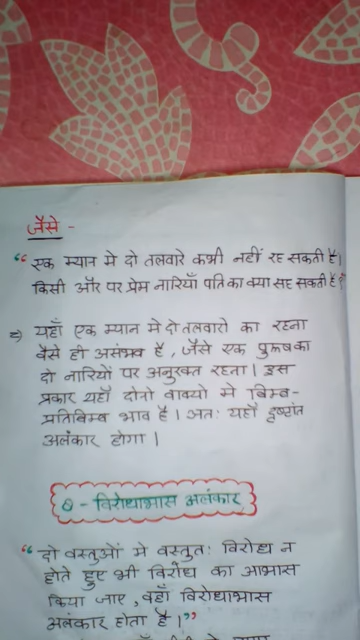 जैसे -
“ एक म्यान मे दो तलवारे कभी नहीं रह सकती है।
किसी और पर प्रेम नारियाँ पति का क्या सह सकती है?”
⇒ यहाँ एक म्यान मे दो तलवारो का रहना
वैसे ही असंभव है, जैसे एक पुरुष का
दो नारियों पर अनुरक्त रहना। इस
प्रकार यहाँ दोनो वाक्यो मे बिम्ब-
प्रतिबिम्ब भाव है। अतः यहाँ दृष्टांत
अलंकार होगा।
- विरोधाभास अलंकार
“ दो वस्तुओं मे वस्तुतः विरोध न
होते हुए भी विरोध का आभास
किया जाए, वहाँ विरोधाभास
अलंकार होता है।”